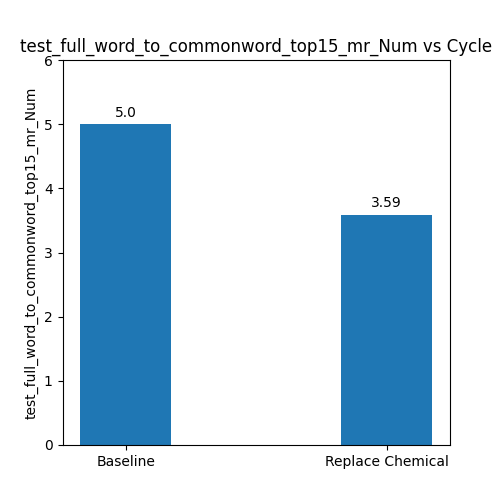 test_full_word_to_commonword_top15_mr_Num vs Cycle
test_full_word_to_commonword_top15_mr_Num
6
5
4
3
2
1
0
5.0
3.59
Baseline
Replace Chemical